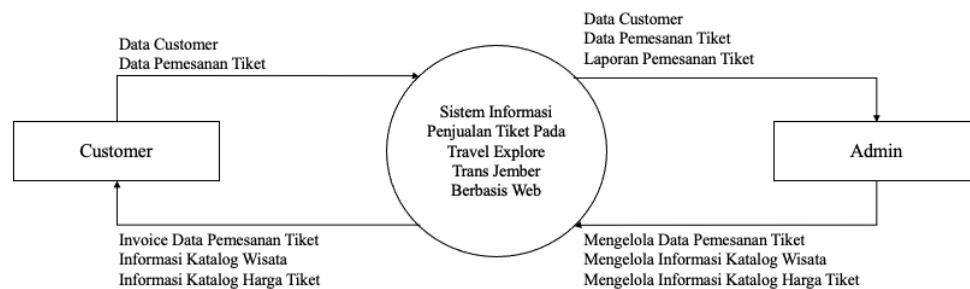 Data Customer
Data Pemesanan Tiket
Data Customer
Data Pemesanan Tiket
Laporan Pemesanan Tiket
Customer
Sistem Informasi
Penjualan Tiket Pada
Travel Explore
Trans Jember
Berbasis Web
Admin
Invoice Data Pemesanan Tiket
Informasi Katalog Wisata
Informasi Katalog Harga Tiket
Mengelola Data Pemesanan Tiket
Mengelola Informasi Katalog Wisata
Mengelola Informasi Katalog Harga Tiket